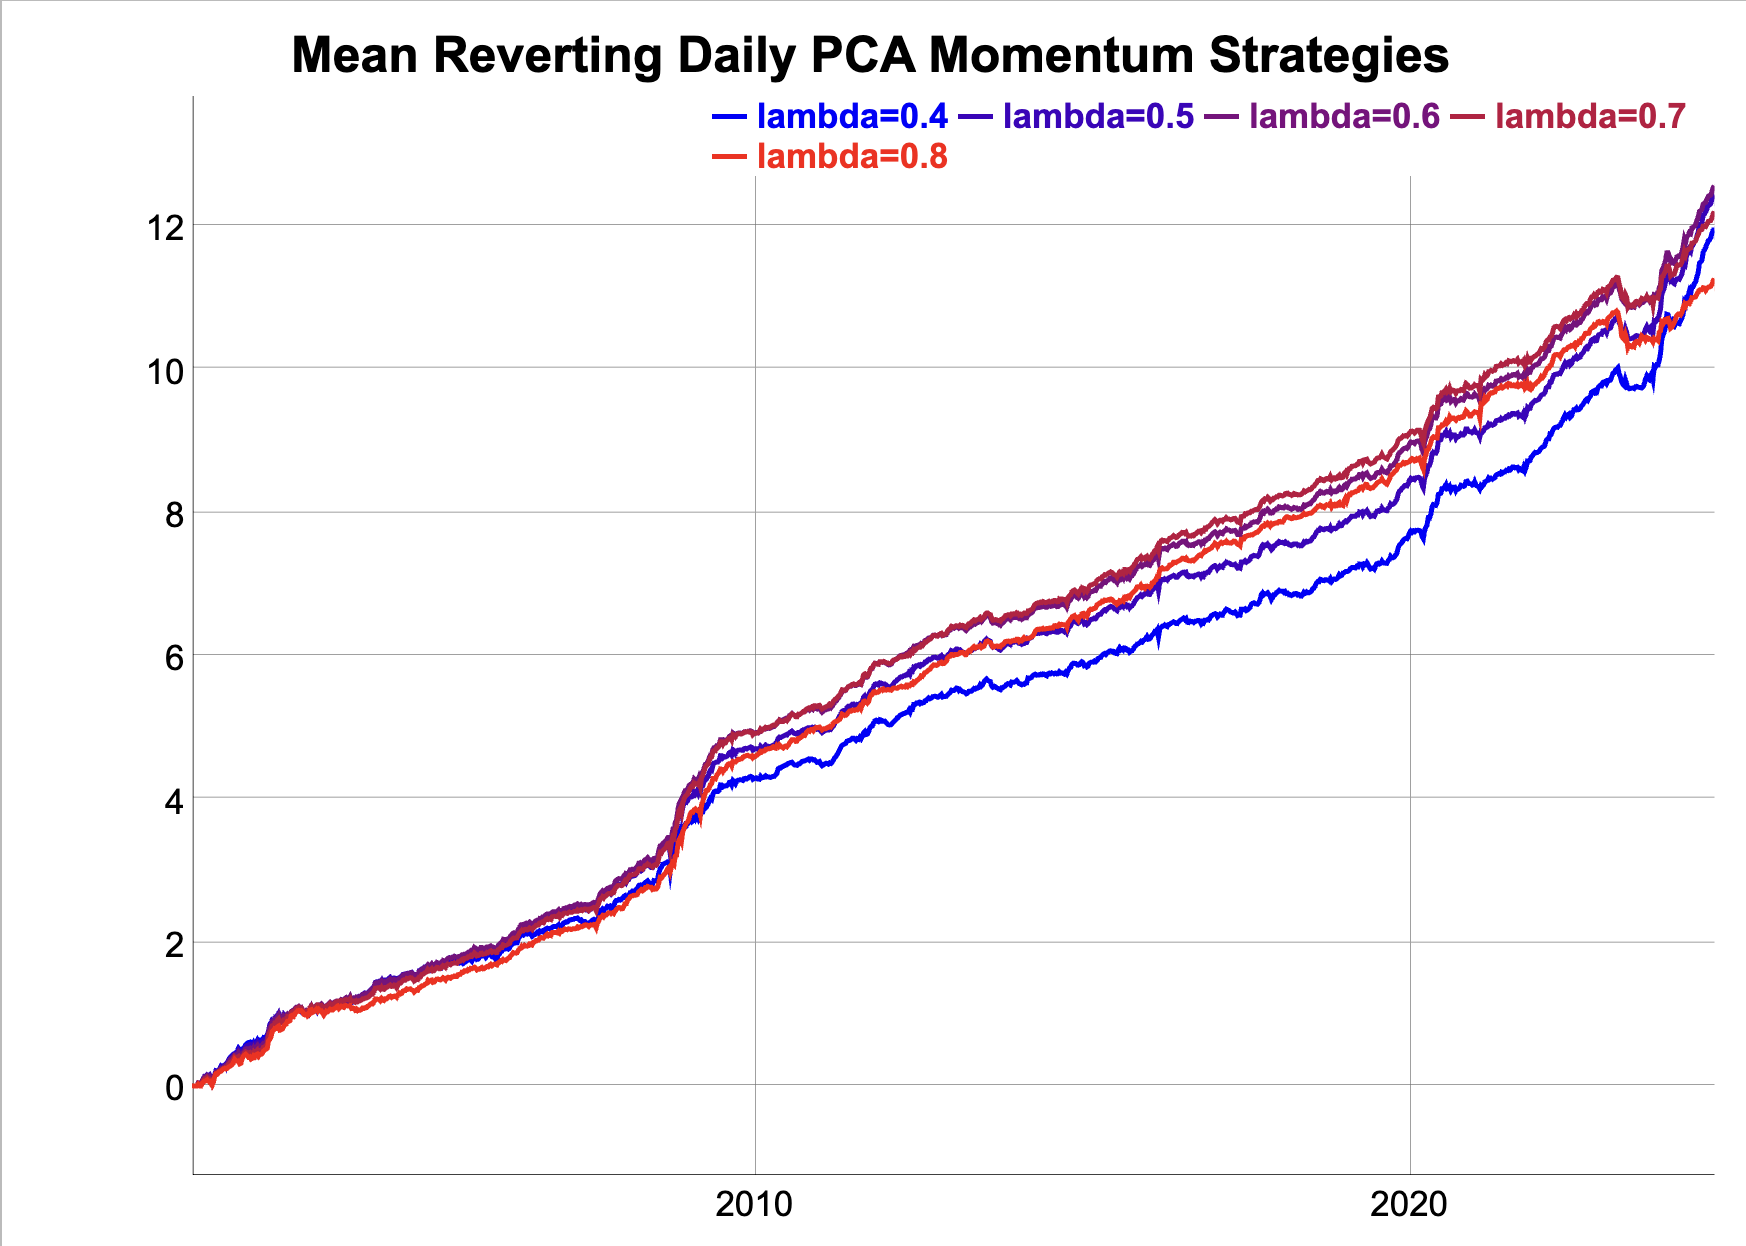 Mean Reverting Daily PCA Momentum Strategies
lambda=0.4 lambda=0.5 lambda=0.6 lambda=0.7
lambda=0.8
12
10
8
6
4
2
0
2010 2020